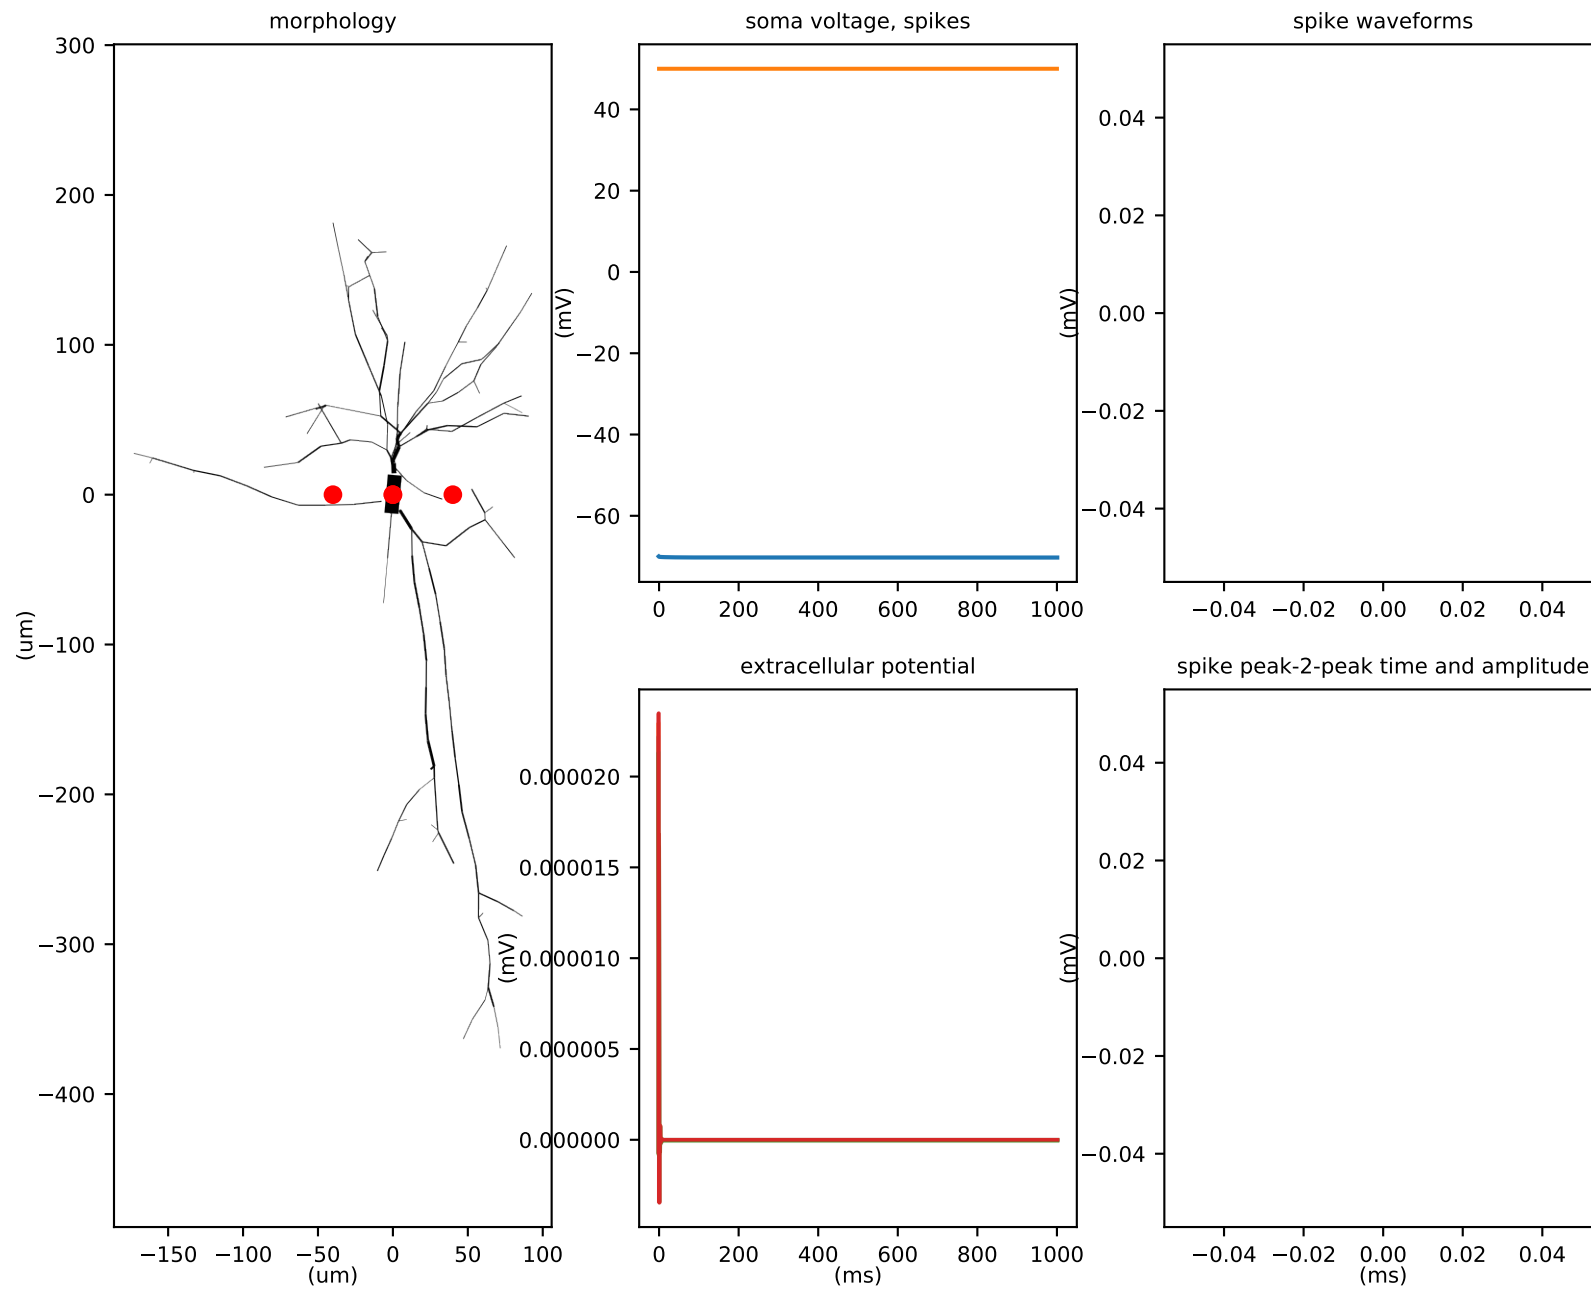 morphology
300
200
100
0
−100
−200
−300
−400
(um)
−150 −100 −50 0 50 100
(um)
soma voltage, spikes
40
20
0
−20
−40
−60
(mV)
0 200 400 600 800 1000
spike waveforms
0.04
0.02
0.00
−0.02
−0.04
(mV)
−0.04 −0.02 0.00 0.02 0.04
extracellular potential
0.000020
0.000015
0.000010
0.000005
0.000000
(mV)
0 200 400 600 800 1000
(ms)
spike peak-2-peak time and amplitude
0.04
0.02
0.00
−0.02
−0.04
(mV)
−0.04 −0.02 0.00 0.02 0.04
(ms)